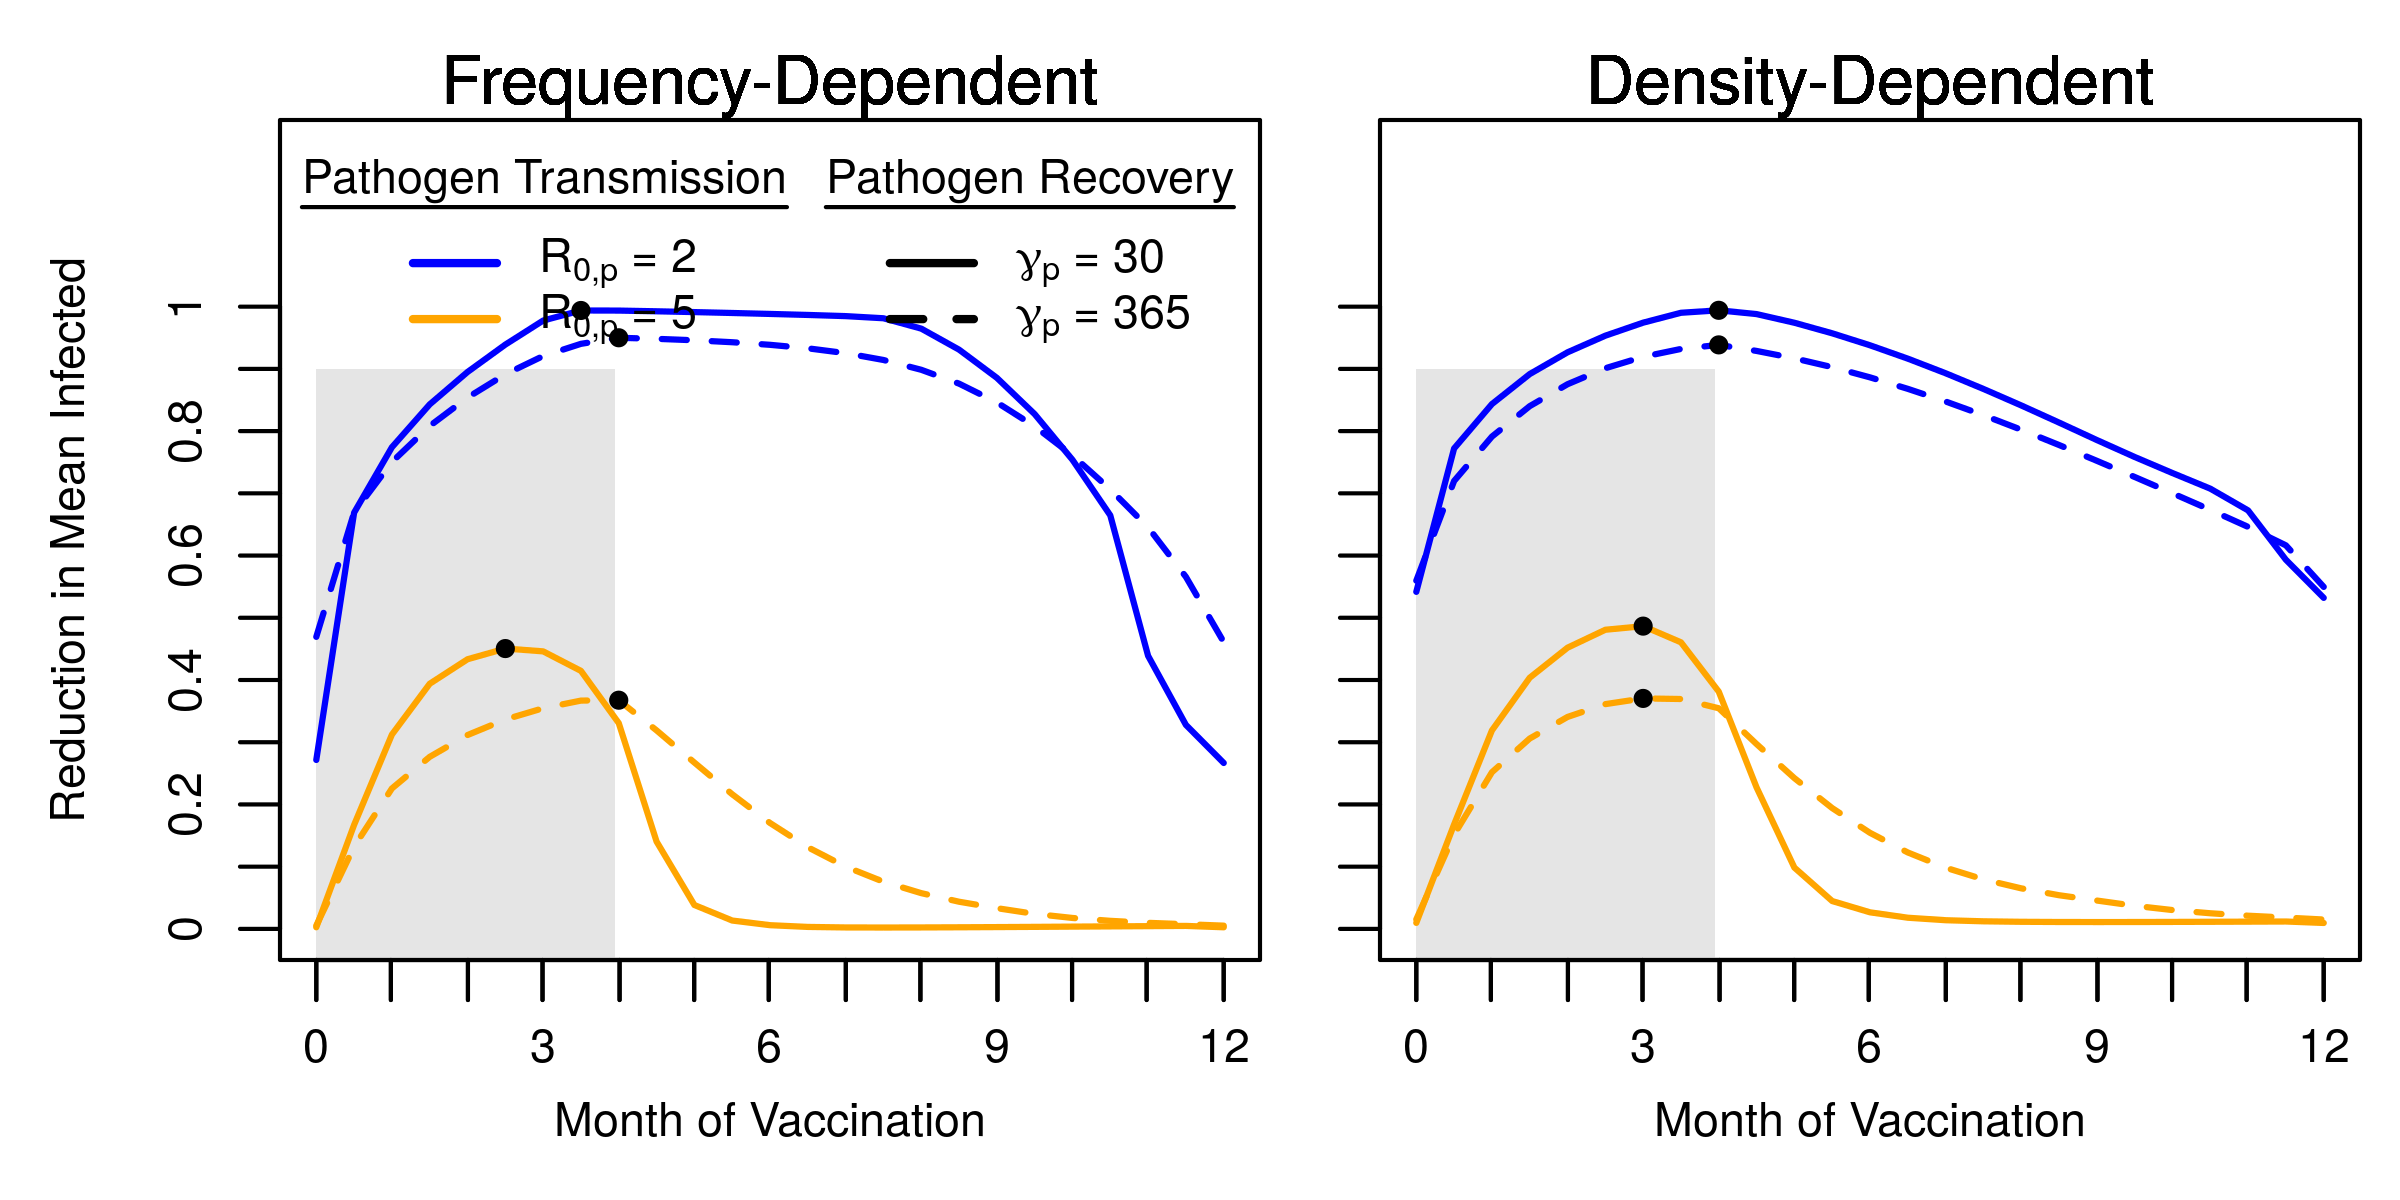 Frequency-Dependent
Density-Dependent
Pathogen Transmission
Pathogen Recovery
R0,p = 2
γp = 30
R0,p = 5
γp = 365
Reduction in Mean Infected
1
0.8
0.6
0.4
0.2
0
0 3 6 9 12
0 3 6 9 12
Month of Vaccination
Month of Vaccination